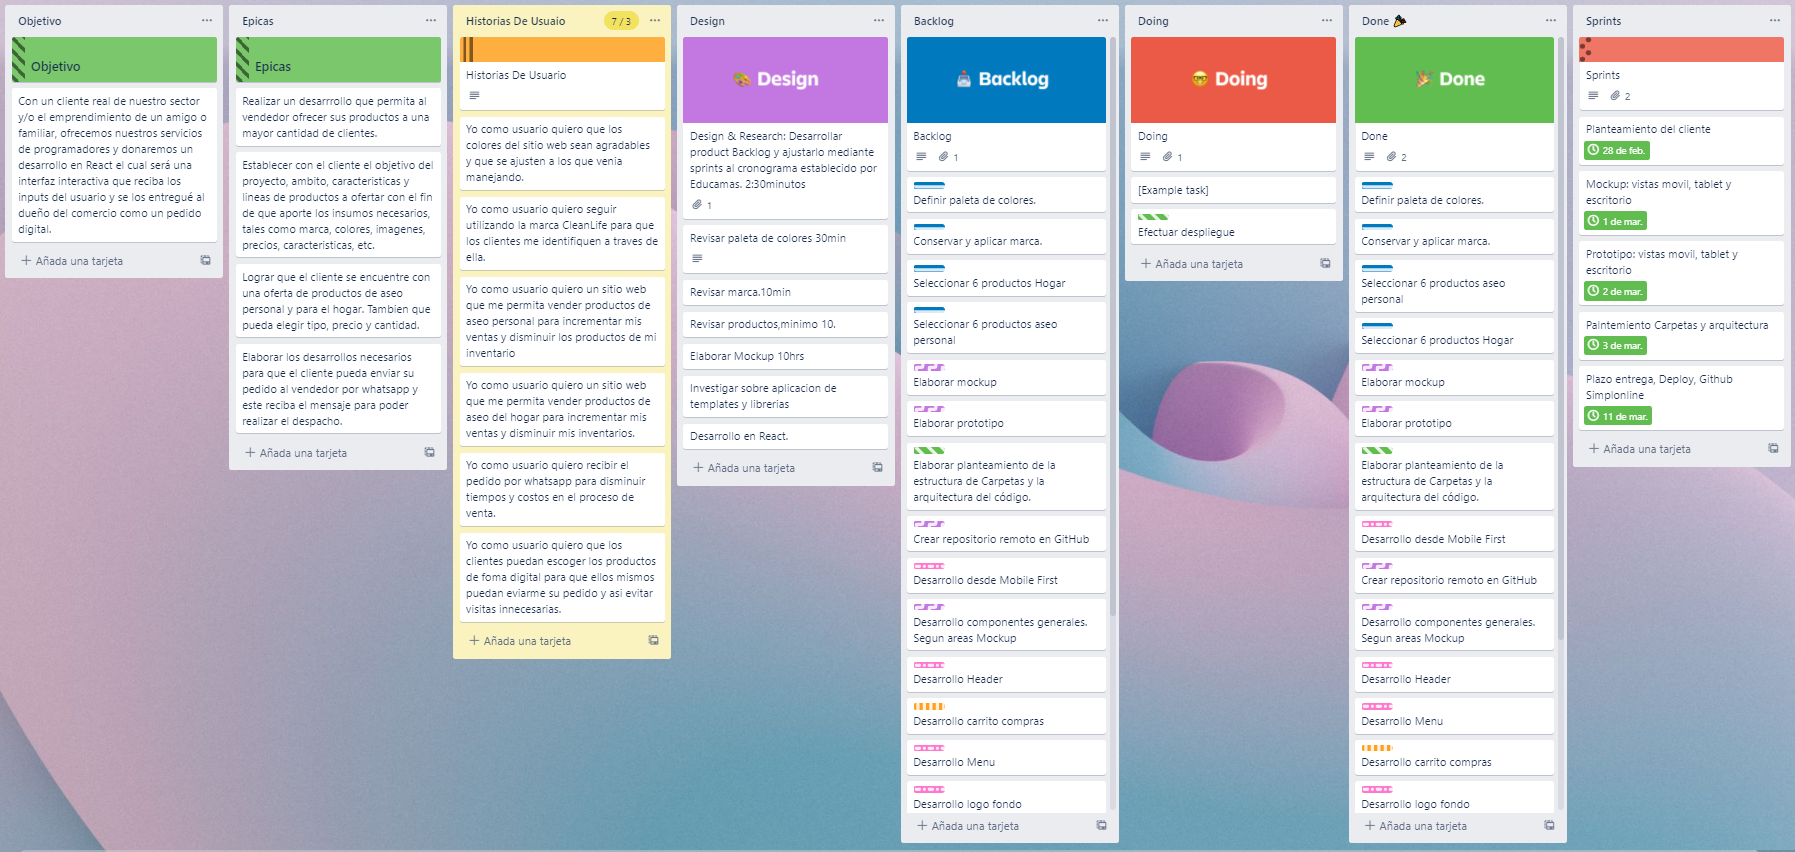 Objetivo
Objetivo
Con un cliente real de nuestro sector
y/o el emprendimiento de un amigo o
familiar, ofrecemos nuestros servicios
de programadores y donaremos un
desarrollo en React el cual será una
interfaz interactiva que reciba los
inputs del usuario y se los entregué al
dueño del comercio como un pedido
digital.
+ Añada una tarjeta
Epicas
Epicas
Realizar un desarrrollo que permita al
vendedor ofrecer sus productos a una
mayor cantidad de clientes.
Establecer con el cliente el objetivo del
proyecto, ambito, caracteristicas y
lineas de productos a ofertar con el fin
de que aporte los insumos necesarios,
tales como marca, colores, imagenes,
precios, caracteristicas, etc.
Lograr que el cliente se encuentre con
una oferta de productos de aseo
personal y para el hogar. Tambien que
pueda elegir tipo, precio y cantidad.
Elaborar los desarrollos necesarios
para que el cliente pueda enviar su
pedido al vendedor por whatsapp y
este reciba el mensaje para poder
realizar el despacho.
+ Añada una tarjeta
Historias De Usuaio
7 / 3
Historias De Usuario
Yo como usuario quiero que los
colores del sitio web sean agradables
y que se ajusten a los que venia
manejando.
Yo como usuario quiero seguir
utilizando la marca CleanLife para que
los clientes me identifiquen a traves de
ella.
Yo como usuario quiero un sitio web
que me permita vender productos de
aseo personal para incrementar mis
ventas y disminuir los productos de mi
inventario
Yo como usuario quiero un sitio web
que me permita vender productos de
aseo del hogar para incrementar mis
ventas y disminuir mis inventarios.
Yo como usuario quiero recibir el
pedido por whatsapp para disminuir
tiempos y costos en el proceso de
venta.
Yo como usuario quiero que los
clientes puedan escoger los productos
de foma digital para que ellos mismos
puedan eviarme su pedido y asi evitar
visitas innecesarias.
+ Añada una tarjeta
Design
Design
Design & Research: Desarrollar
product Backlog y ajustarlo mediante
sprints al cronograma establecido por
Educamas. 2:30minutos
1
Revisar paleta de colores 30min
Revisar marca.10min
Revisar productos,minimo 10.
Elaborar Mockup 10hrs
Investigar sobre aplicacion de
templates y librerias
Desarrollo en React.
+ Añada una tarjeta
Backlog
Backlog
Backlog
1
Definir paleta de colores.
Conservar y aplicar marca.
Seleccionar 6 productos Hogar
Seleccionar 6 productos aseo
personal
Elaborar mockup
Elaborar prototipo
Elaborar planteamiento de la
estructura de Carpetas y la
arquitectura del código.
Crear repositorio remoto en GitHub
Desarrollo desde Mobile First
Desarrollo componentes generales.
Segun areas Mockup
Desarrollo Header
Desarrollo carrito compras
Desarrollo Menu
Desarrollo logo fondo
+ Añada una tarjeta
Doing
Doing
Doing
1
[Example task]
Efectuar despliegue
+ Añada una tarjeta
Done
Done
Done
2
Definir paleta de colores.
Conservar y aplicar marca.
Seleccionar 6 productos aseo
personal
Seleccionar 6 productos Hogar
Elaborar mockup
Elaborar prototipo
Elaborar planteamiento de la
estructura de Carpetas y la
arquitectura del código.
Desarrollo desde Mobile First
Crear repositorio remoto en GitHub
Desarrollo componentes generales.
Segun areas Mockup
Desarrollo Header
Desarrollo Menu
Desarrollo carrito compras
Desarrollo logo fondo
+ Añada una tarjeta
Sprints
Sprints
2
Planteamiento del cliente
28 de feb.
Mockup: vistas movil, tablet y
escritorio
1 de mar.
Prototipo: vistas movil, tablet y
escritorio
2 de mar.
Palntemiento Carpetas y arquitectura
3 de mar.
Plazo entrega, Deploy, Github
Simplonline
11 de mar.
+ Añada una tarjeta